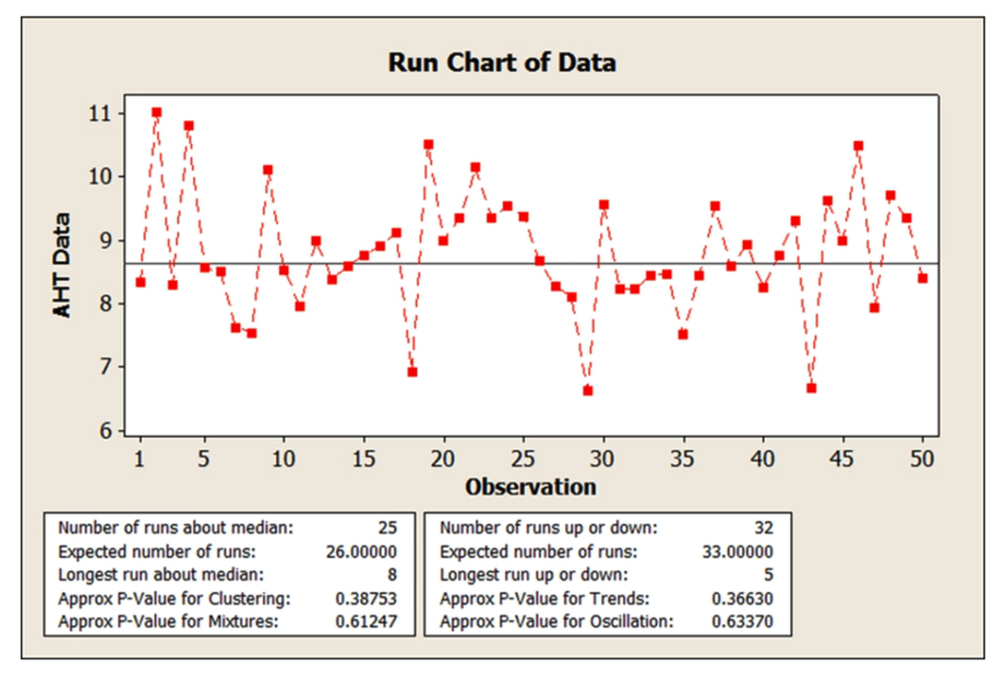 Run Chart of Data
11
10
9
8
7
6
AHT Data
1 5 10 15 20 25 30 35 40 45 50
Observation
Number of runs about median: 25
Expected number of runs: 26.00000
Longest run about median: 8
Approx P-Value for Clustering: 0.38753
Approx P-Value for Mixtures: 0.61247
Number of runs up or down: 32
Expected number of runs: 33.00000
Longest run up or down: 5
Approx P-Value for Trends: 0.36630
Approx P-Value for Oscillation: 0.63370